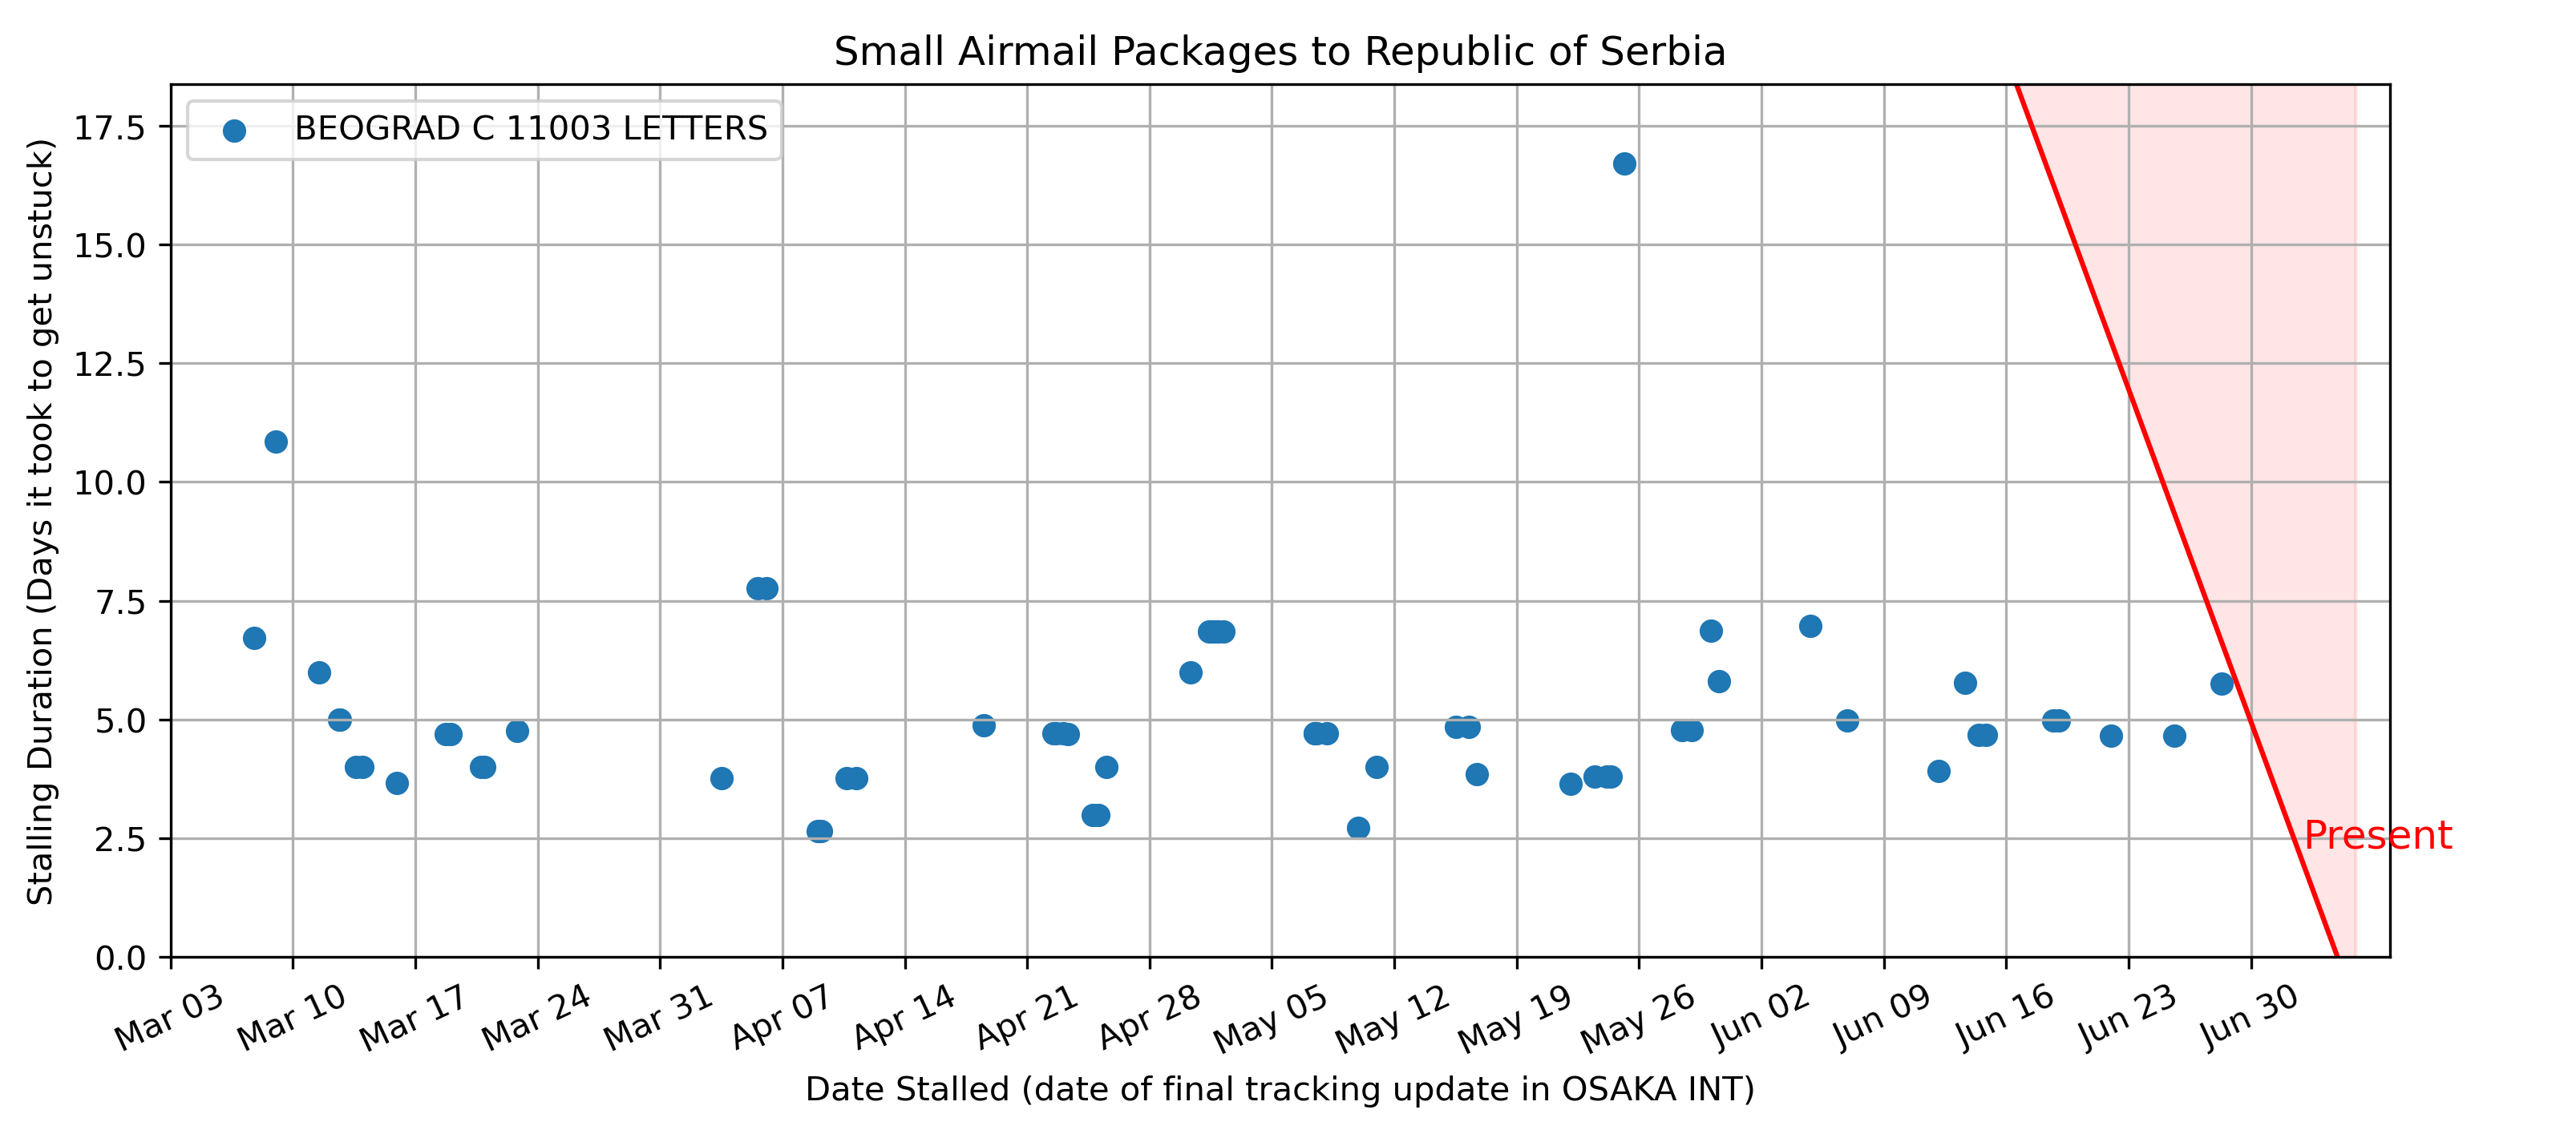 Small Airmail Packages to Republic of Serbia
BEOGRAD C 11003 LETTERS
Stalling Duration (Days it took to get unstuck)
17.5
15.0
12.5
10.0
7.5
5.0
2.5
0.0
Present
Mar 03
Mar 10
Mar 17
Mar 24
Mar 31
Apr 07
Apr 14
Apr 21
Apr 28
May 05
May 12
May 19
May 26
Jun 02
Jun 09
Jun 16
Jun 23
Jun 30
Date Stalled (date of final tracking update in OSAKA INT)